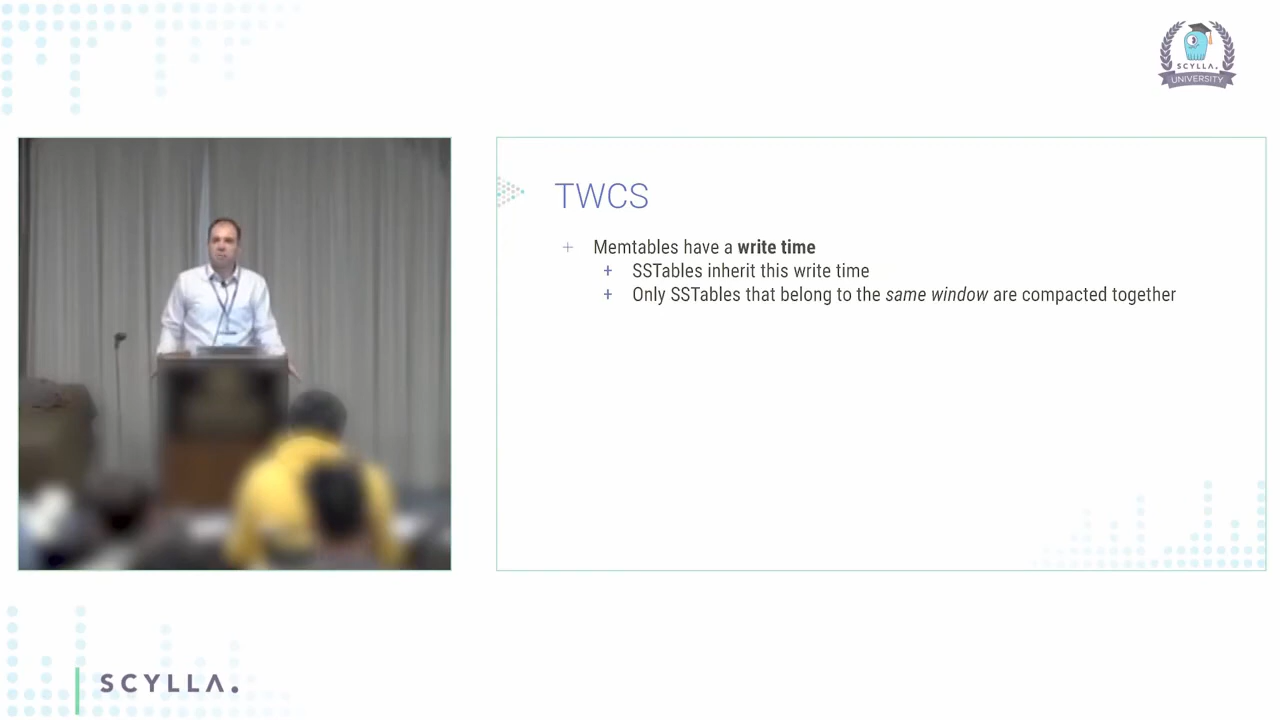 SCYLLA.
UNIVERSITY
TWCS
+ Memtables have a write time
+ SSTables inherit this write time
+ Only SSTables that belong to the same window are compacted together
SCYLLA.